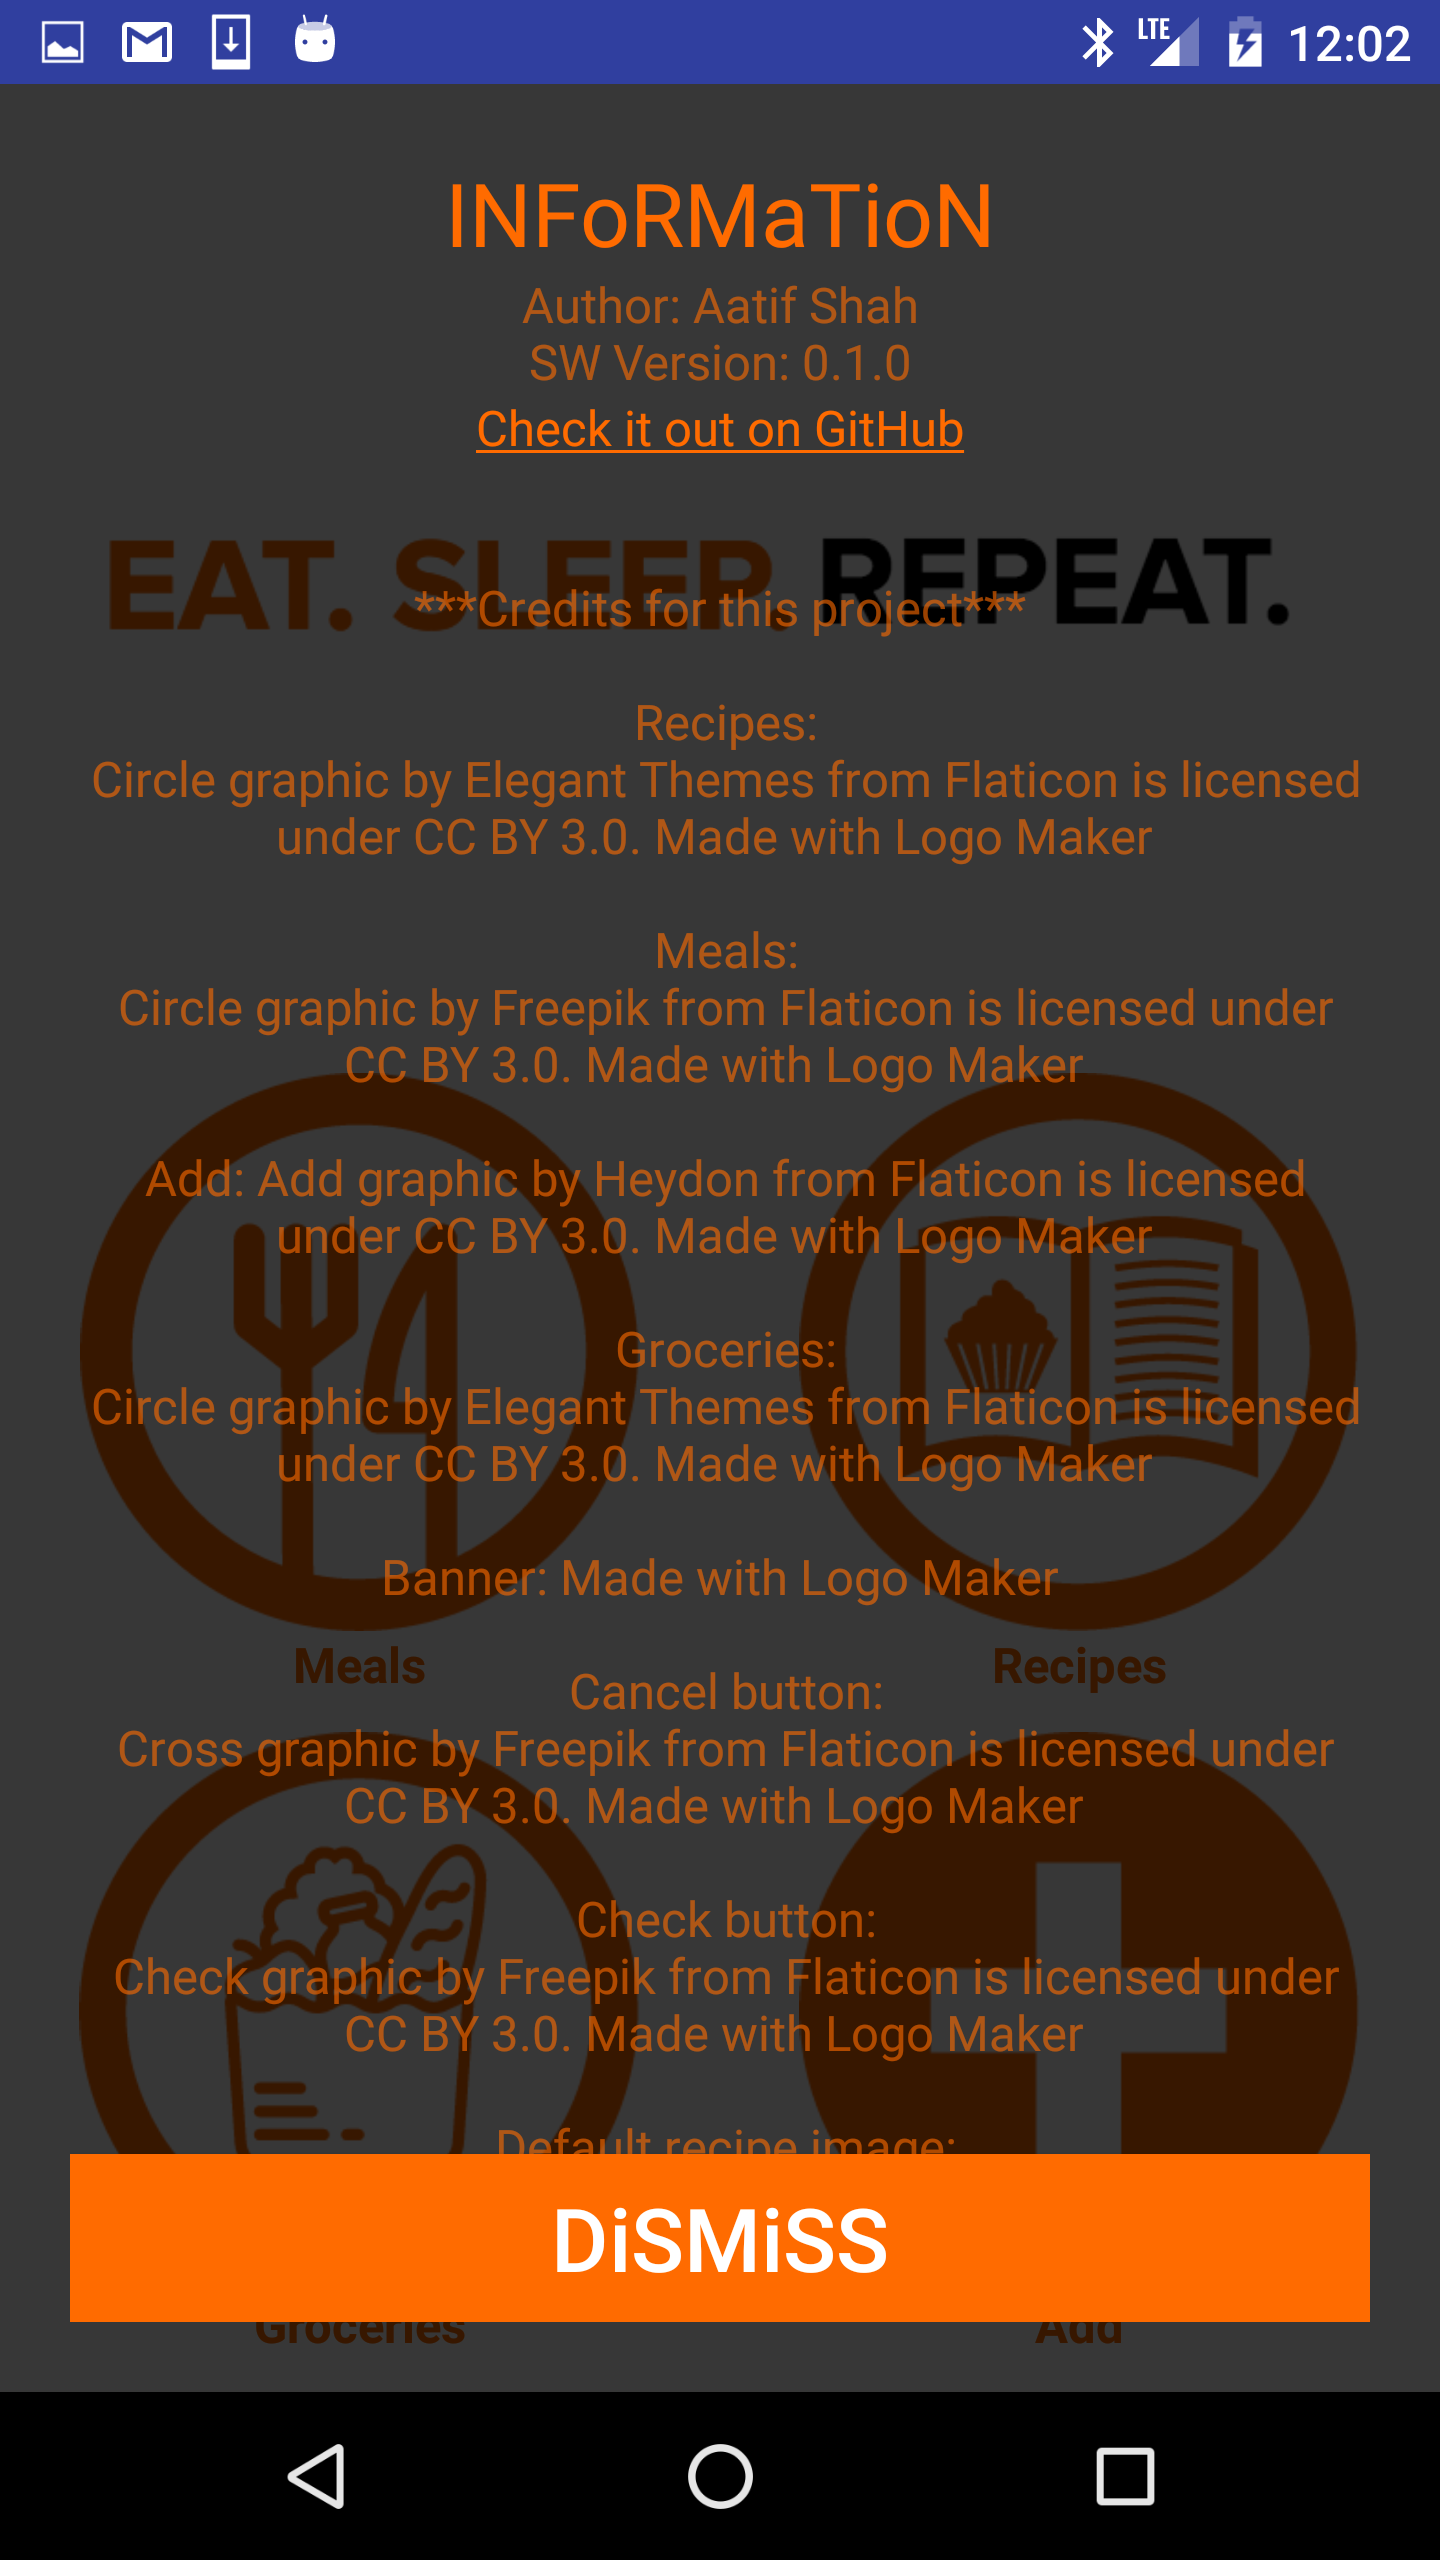 LTE 12:02
INFoRMaTioN
Author: Aatif Shah
SW Version: 0.1.0
Check it out on GitHub
EAT. SLEEP. REPEAT.
***Credits for this project***
Recipes:
Circle graphic by Elegant Themes from Flaticon is licensed
under CC BY 3.0. Made with Logo Maker
Meals:
Circle graphic by Freepik from Flaticon is licensed under
CC BY 3.0. Made with Logo Maker
Add: Add graphic by Heydon from Flaticon is licensed
under CC BY 3.0. Made with Logo Maker
Groceries:
Circle graphic by Elegant Themes from Flaticon is licensed
under CC BY 3.0. Made with Logo Maker
Banner: Made with Logo Maker
Meals Recipes
Cancel button:
Cross graphic by Freepik from Flaticon is licensed under
CC BY 3.0. Made with Logo Maker
Check button:
Check graphic by Freepik from Flaticon is licensed under
CC BY 3.0. Made with Logo Maker
Default recipe image:
DiSMiSS
Groceries Add